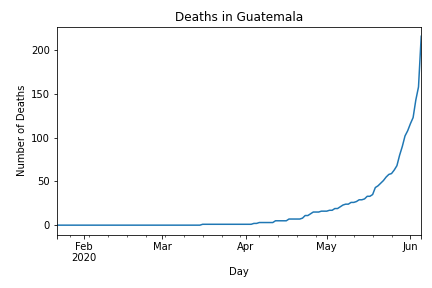 Deaths in Guatemala
Number of Deaths
200
150
100
50
0
Feb
2020
Mar
Apr
May
Jun
Day